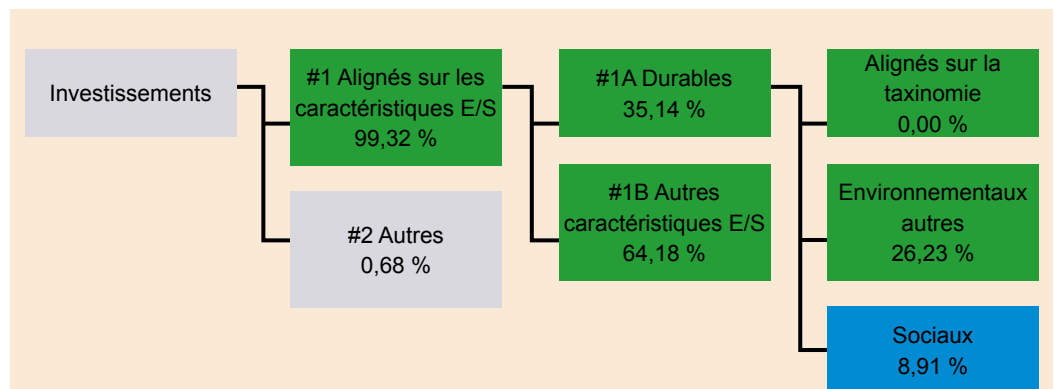 Investissements
#1 Alignés sur les
caractéristiques E/S
99,32 %
#2 Autres
0,68 %
#1A Durables
35,14 %
#1B Autres
caractéristiques E/S
64,18 %
Alignés sur la
taxinomie
0,00 %
Environnementaux
autres
26,23 %
Sociaux
8,91 %